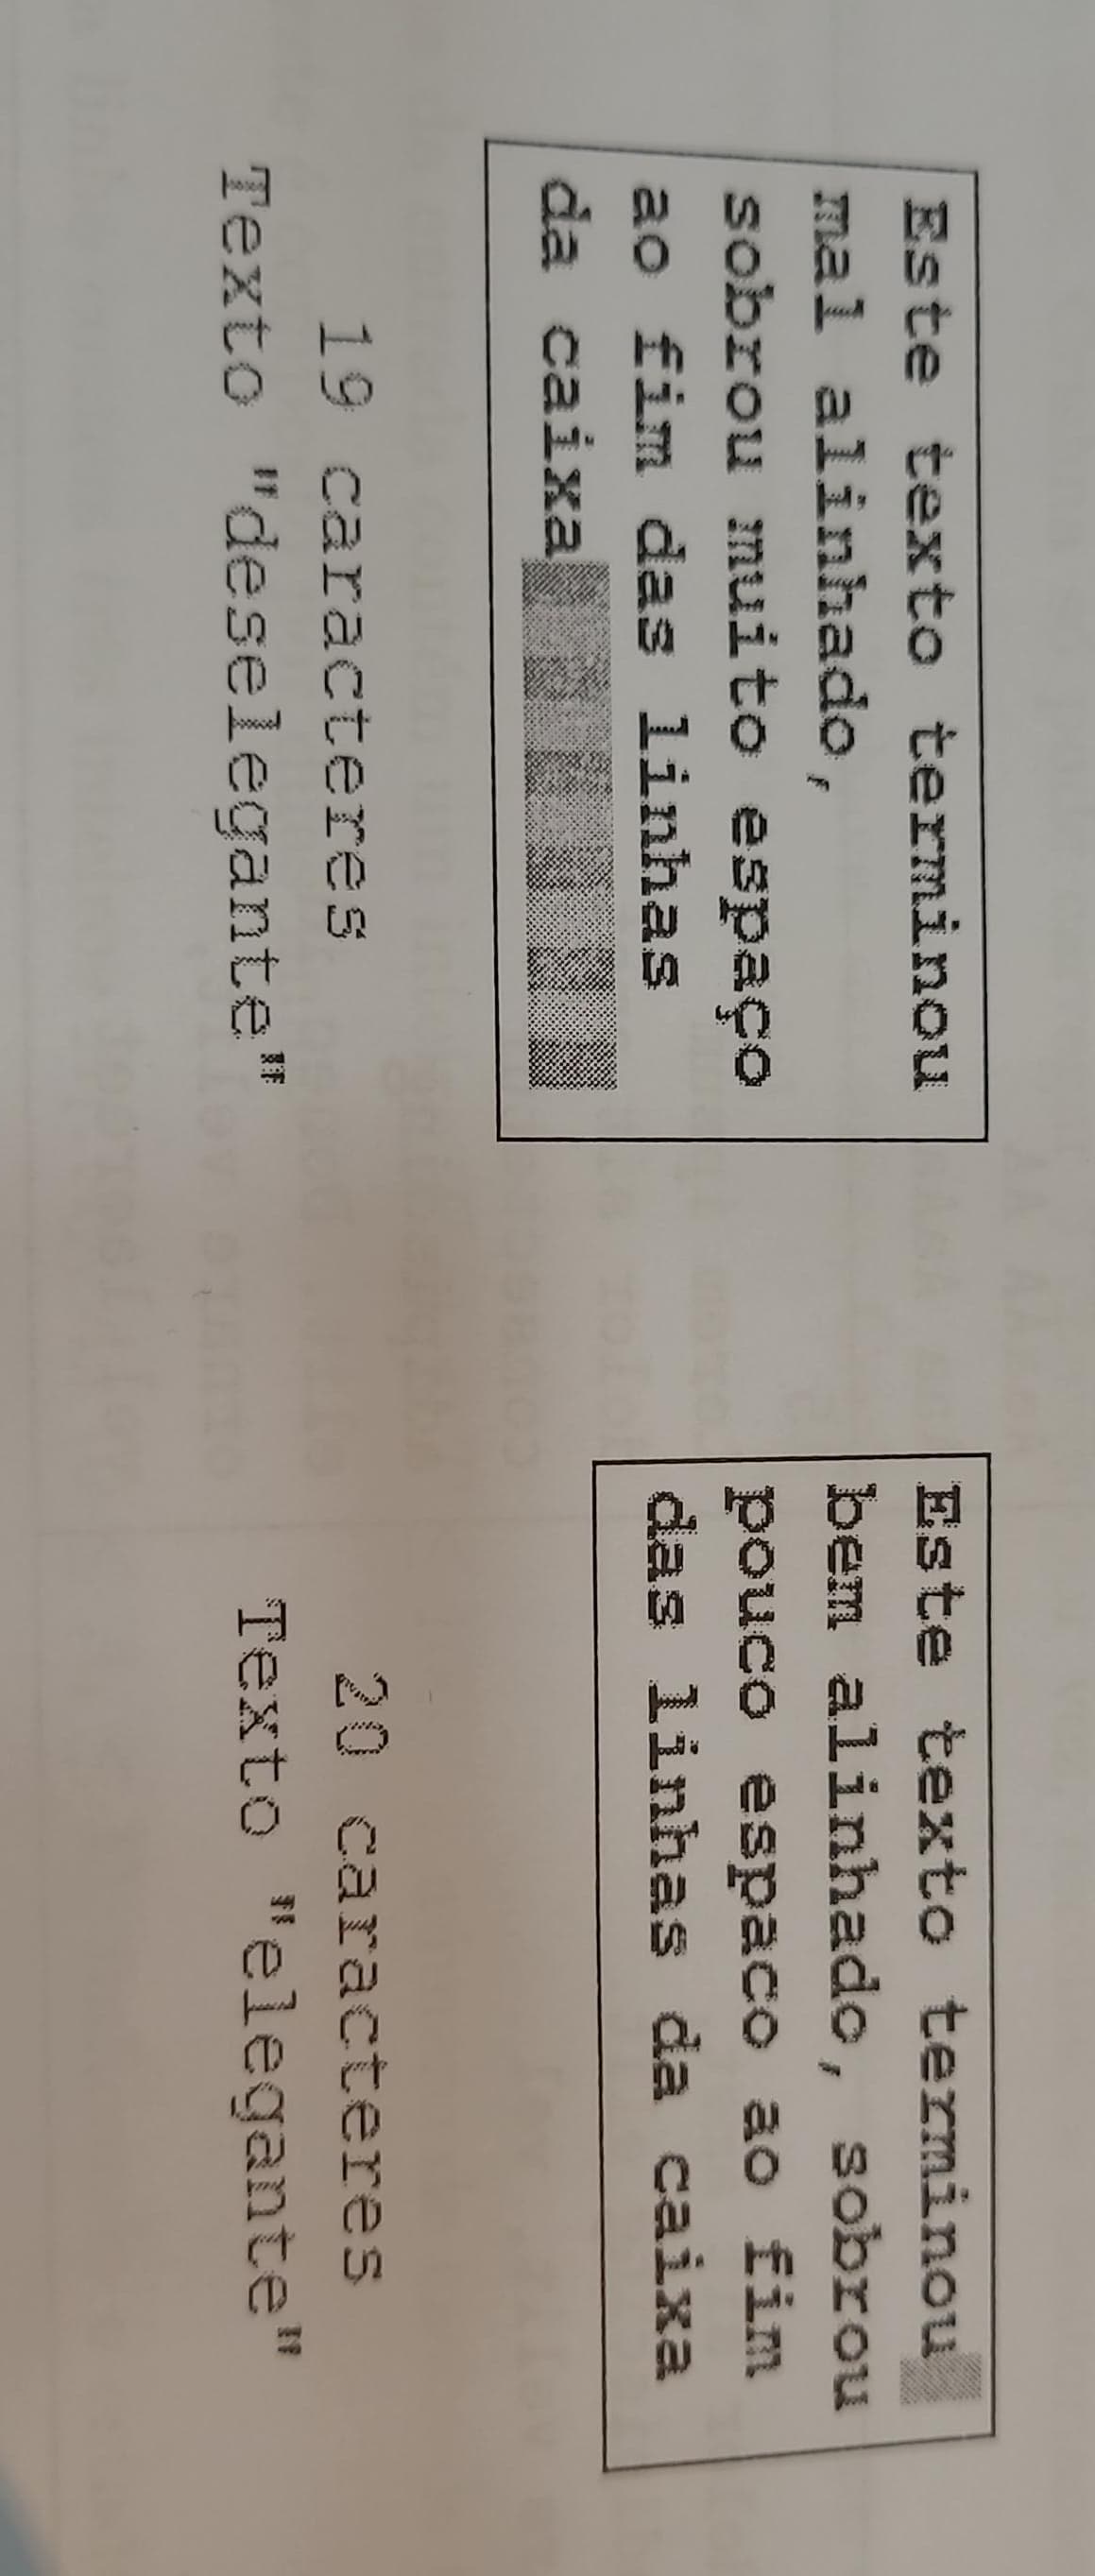 Este texto terminou
mal alinhado,
sobrou muito espaço
ao fim das linhas
da caixa
19 caracteres
Texto "deselegante"
Este texto terminou
bem alinhado, sobrou
pouco espaco ao fim
das linhas da caixa
20 caracteres
Texto "elegante"